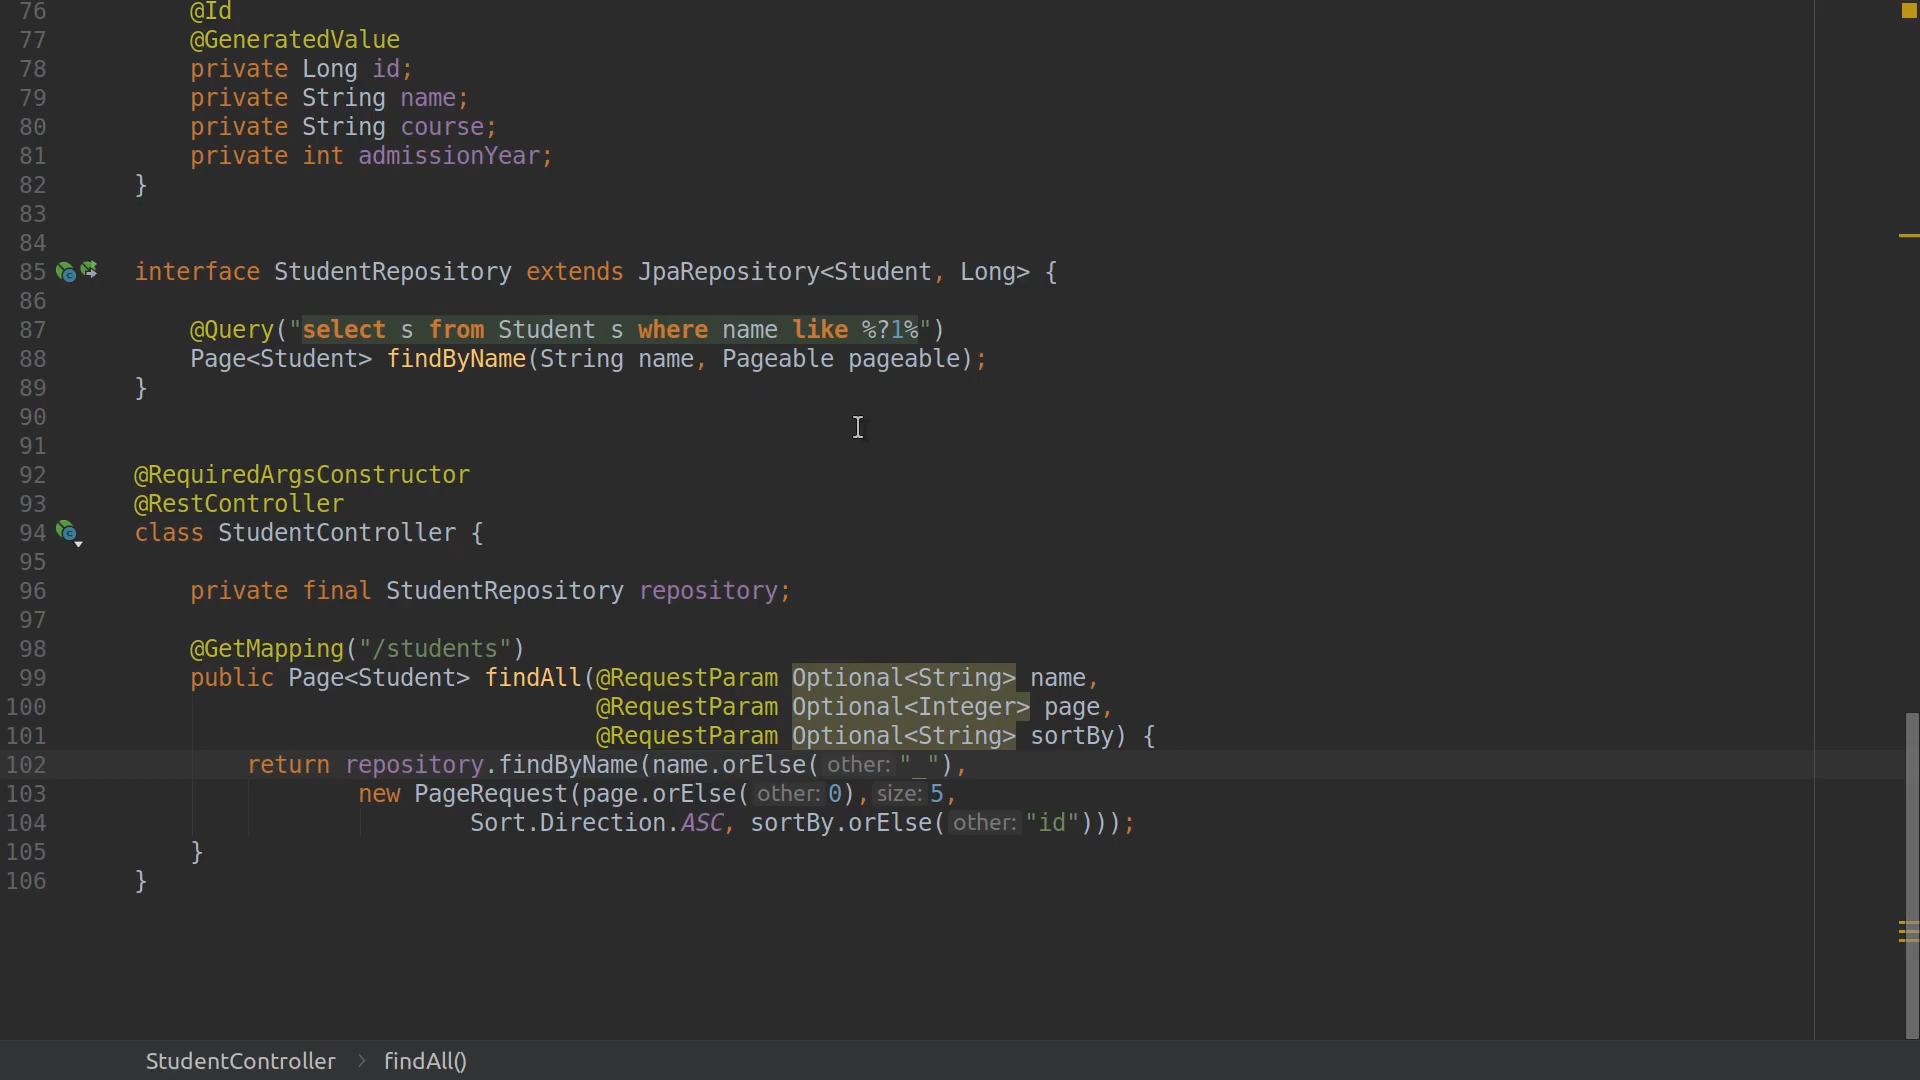 76 @Id
77 @GeneratedValue
78 private Long id;
79 private String name;
80 private String course;
81 private int admissionYear;
82 }
83
84
85 interface StudentRepository extends JpaRepository<Student, Long> {
86
87 @Query("select s from Student s where name like %?1%")
88 Page<Student> findByName(String name, Pageable pageable);
89 }
90
91
92 @RequiredArgsConstructor
93 @RestController
94 class StudentController {
95
96 private final StudentRepository repository;
97
98 @GetMapping("/students")
99 public Page<Student> findAll(@RequestParam Optional<String> name,
100 @RequestParam Optional<Integer> page,
101 @RequestParam Optional<String> sortBy) {
102 return repository.findByName(name.orElse( other: "_"),
103 new PageRequest(page.orElse( other: 0), size: 5,
104 Sort.Direction.ASC, sortBy.orElse( other: "id")));
105 }
106 }
StudentController > findAll()